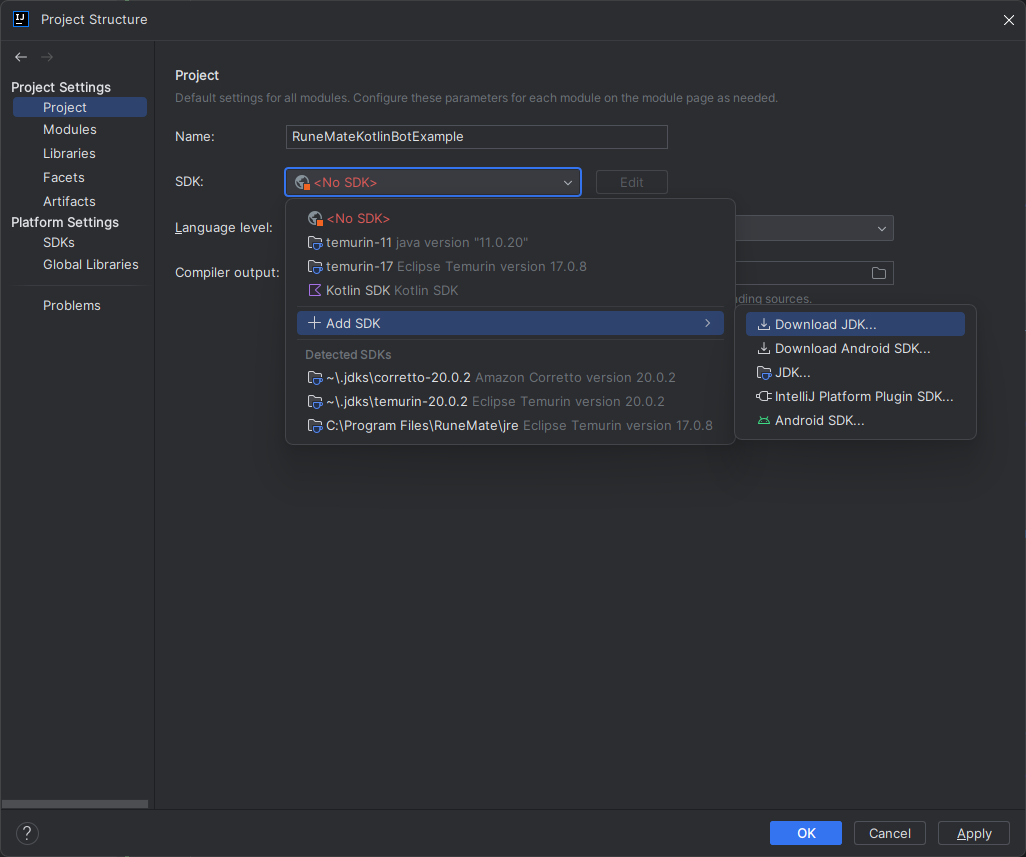 Project Structure
Project Settings
Project
Modules
Libraries
Facets
Artifacts
Platform Settings
SDKs
Global Libraries
Problems
Project
Default settings for all modules. Configure these parameters for each module on the module page as needed.
Name: RuneMateKotlinBotExample
SDK: <No SDK> Edit
Language level:
Compiler output:
<No SDK>
temurin-11 java version "11.0.20"
temurin-17 Eclipse Temurin version 17.0.8
Kotlin SDK Kotlin SDK
Add SDK
Detected SDKs
~\.jdks\corretto-20.0.2 Amazon Corretto version 20.0.2
~\.jdks\temurin-20.0.2 Eclipse Temurin version 20.0.2
C:\Program Files\RuneMate\jre Eclipse Temurin version 17.0.8
sources.
Download JDK...
Download Android SDK...
JDK...
IntelliJ Platform Plugin SDK...
Android SDK...
?
OK Cancel Apply